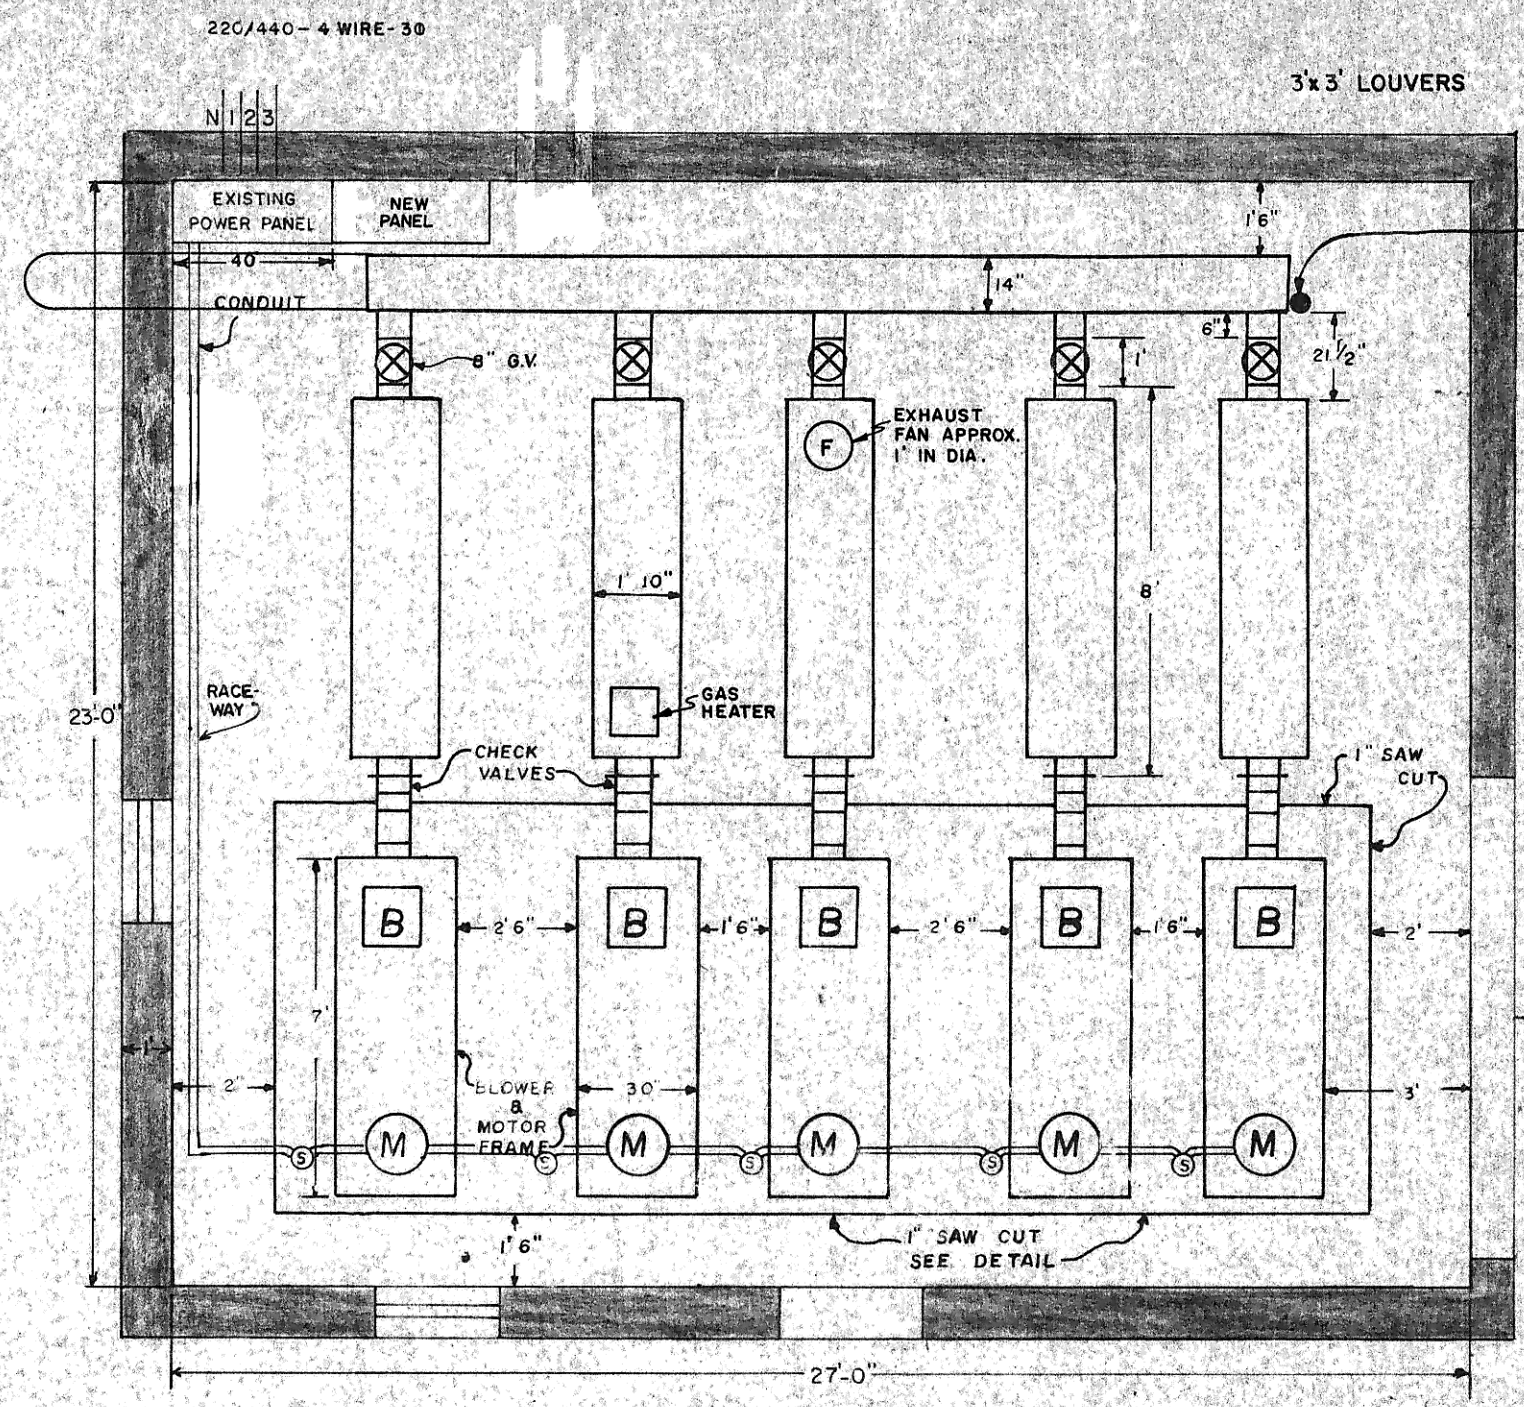 220/440-4 WIRE-3Φ
3'x3' LOUVERS
N 1 2 3
EXISTING
POWER PANEL
NEW
PANEL
1'6"
40
14"
CONDUIT
6"
21 1/2"
8" G.V.
1'
EXHAUST
FAN APPROX.
1' IN DIA.
F
1' 10"
8'
RACE-
WAY
GAS
HEATER
23'-0"
CHECK
VALVES
1" SAW
CUT
B
2'6"
B
1'6"
B
2'6"
B
1'6"
B
2'
7'
1'
2'
BLOWER
&
MOTOR
FRAME
30
3'
M
M
M
M
M
S
S
S
S
S
1'6"
1" SAW CUT
SEE DETAIL
27'-0"